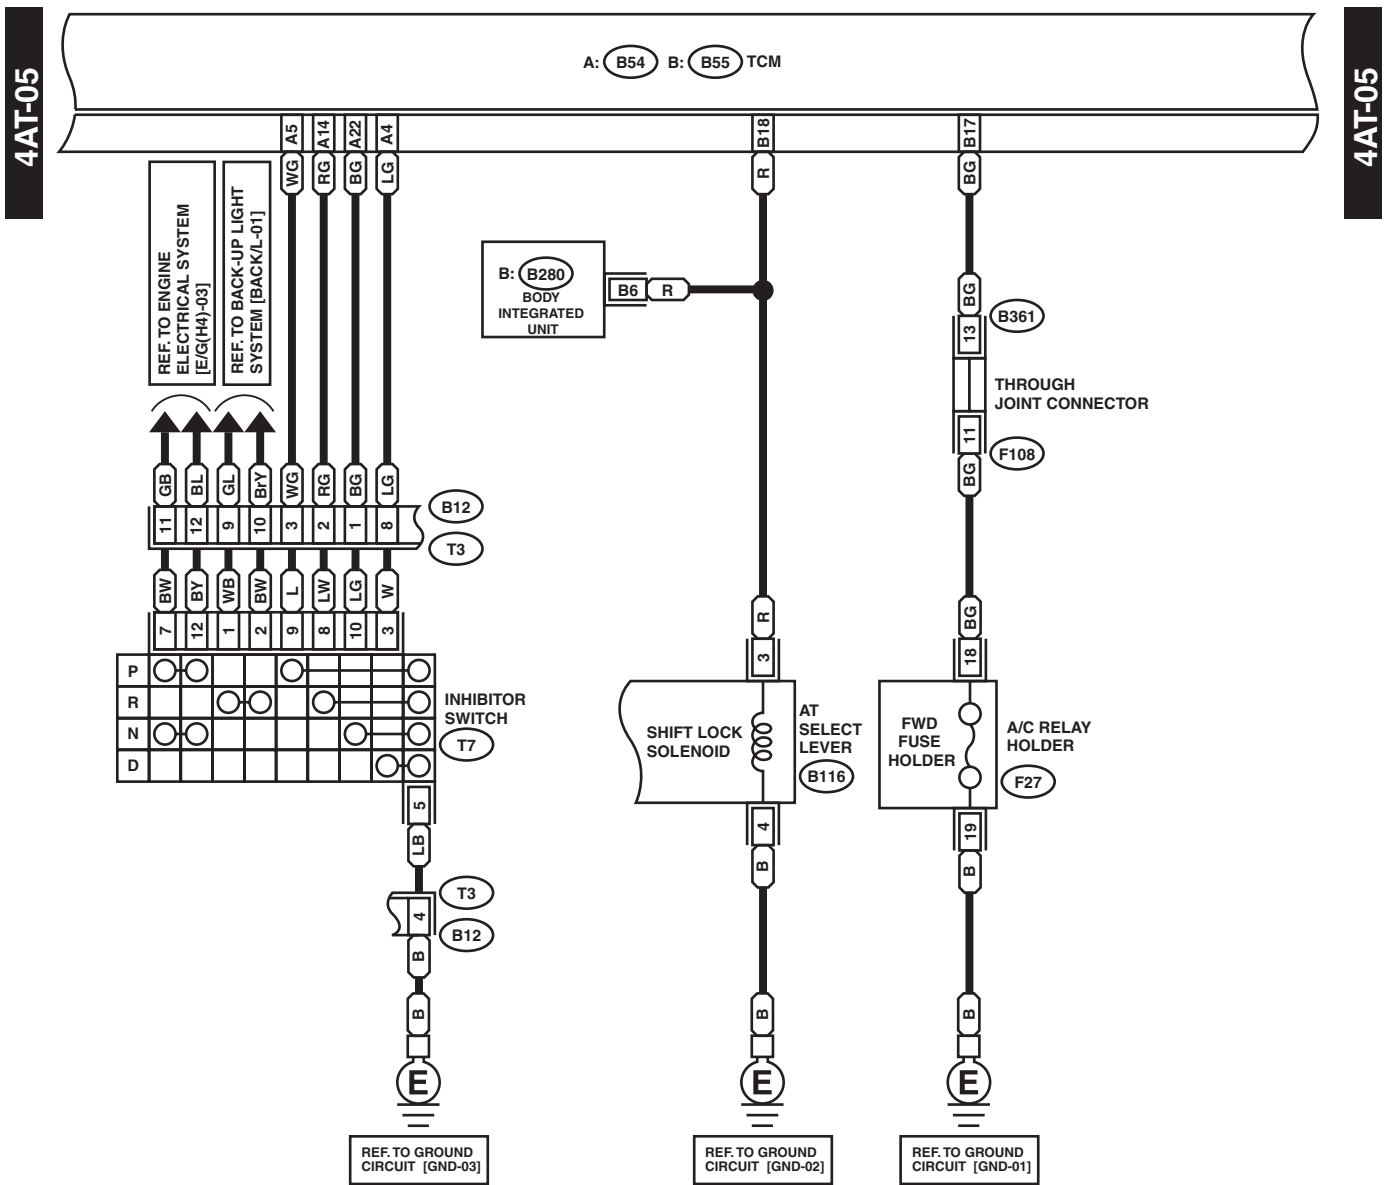 4AT-05
4AT-05
A: B54 B: B55 TCM
A5 A14 A22 A4 B18 B17
WG RG BG LG R BG
REF. TO ENGINE
ELECTRICAL SYSTEM
[E/G(H4)-03]
REF. TO BACK-UP LIGHT
SYSTEM [BACK/L-01]
B: B280
BODY
INTEGRATED
UNIT
B6 R
BG
13
B361
THROUGH
JOINT CONNECTOR
11
F108
BG
GB BL GL BrY WG RG BG LG
11 12 9 10 3 2 1 8
B12
T3
BW BY WB BW L LW LG W
7 12 1 2 9 8 10 3
R
3
BG
18
P
R
N
D
INHIBITOR
SWITCH
T7
SHIFT LOCK
SOLENOID
AT
SELECT
LEVER
B116
FWD
FUSE
HOLDER
A/C RELAY
HOLDER
F27
5
LB
T3
4
B12
B
B
E
REF. TO GROUND
CIRCUIT [GND-03]
4
B
B
E
REF. TO GROUND
CIRCUIT [GND-02]
19
B
B
E
REF. TO GROUND
CIRCUIT [GND-01]